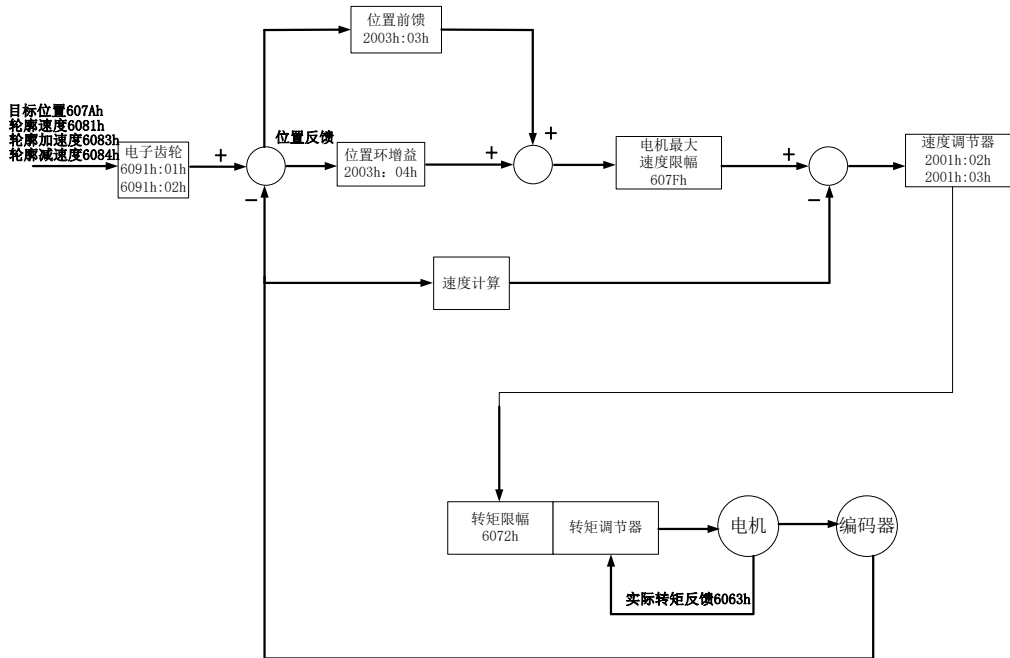 位置前馈
2003h:03h
目标位置607Ah
轮廓速度6081h
轮廓加速度6083h
轮廓减速度6084h
电子齿轮
6091h:01h
6091h:02h
+
-
位置反馈
位置环增益
2003h: 04h
+
+
电机最大
速度限幅
607Fh
+
-
速度调节器
2001h:02h
2001h:03h
速度计算
转矩限幅
6072h
转矩调节器
电机
编码器
实际转矩反馈6063h